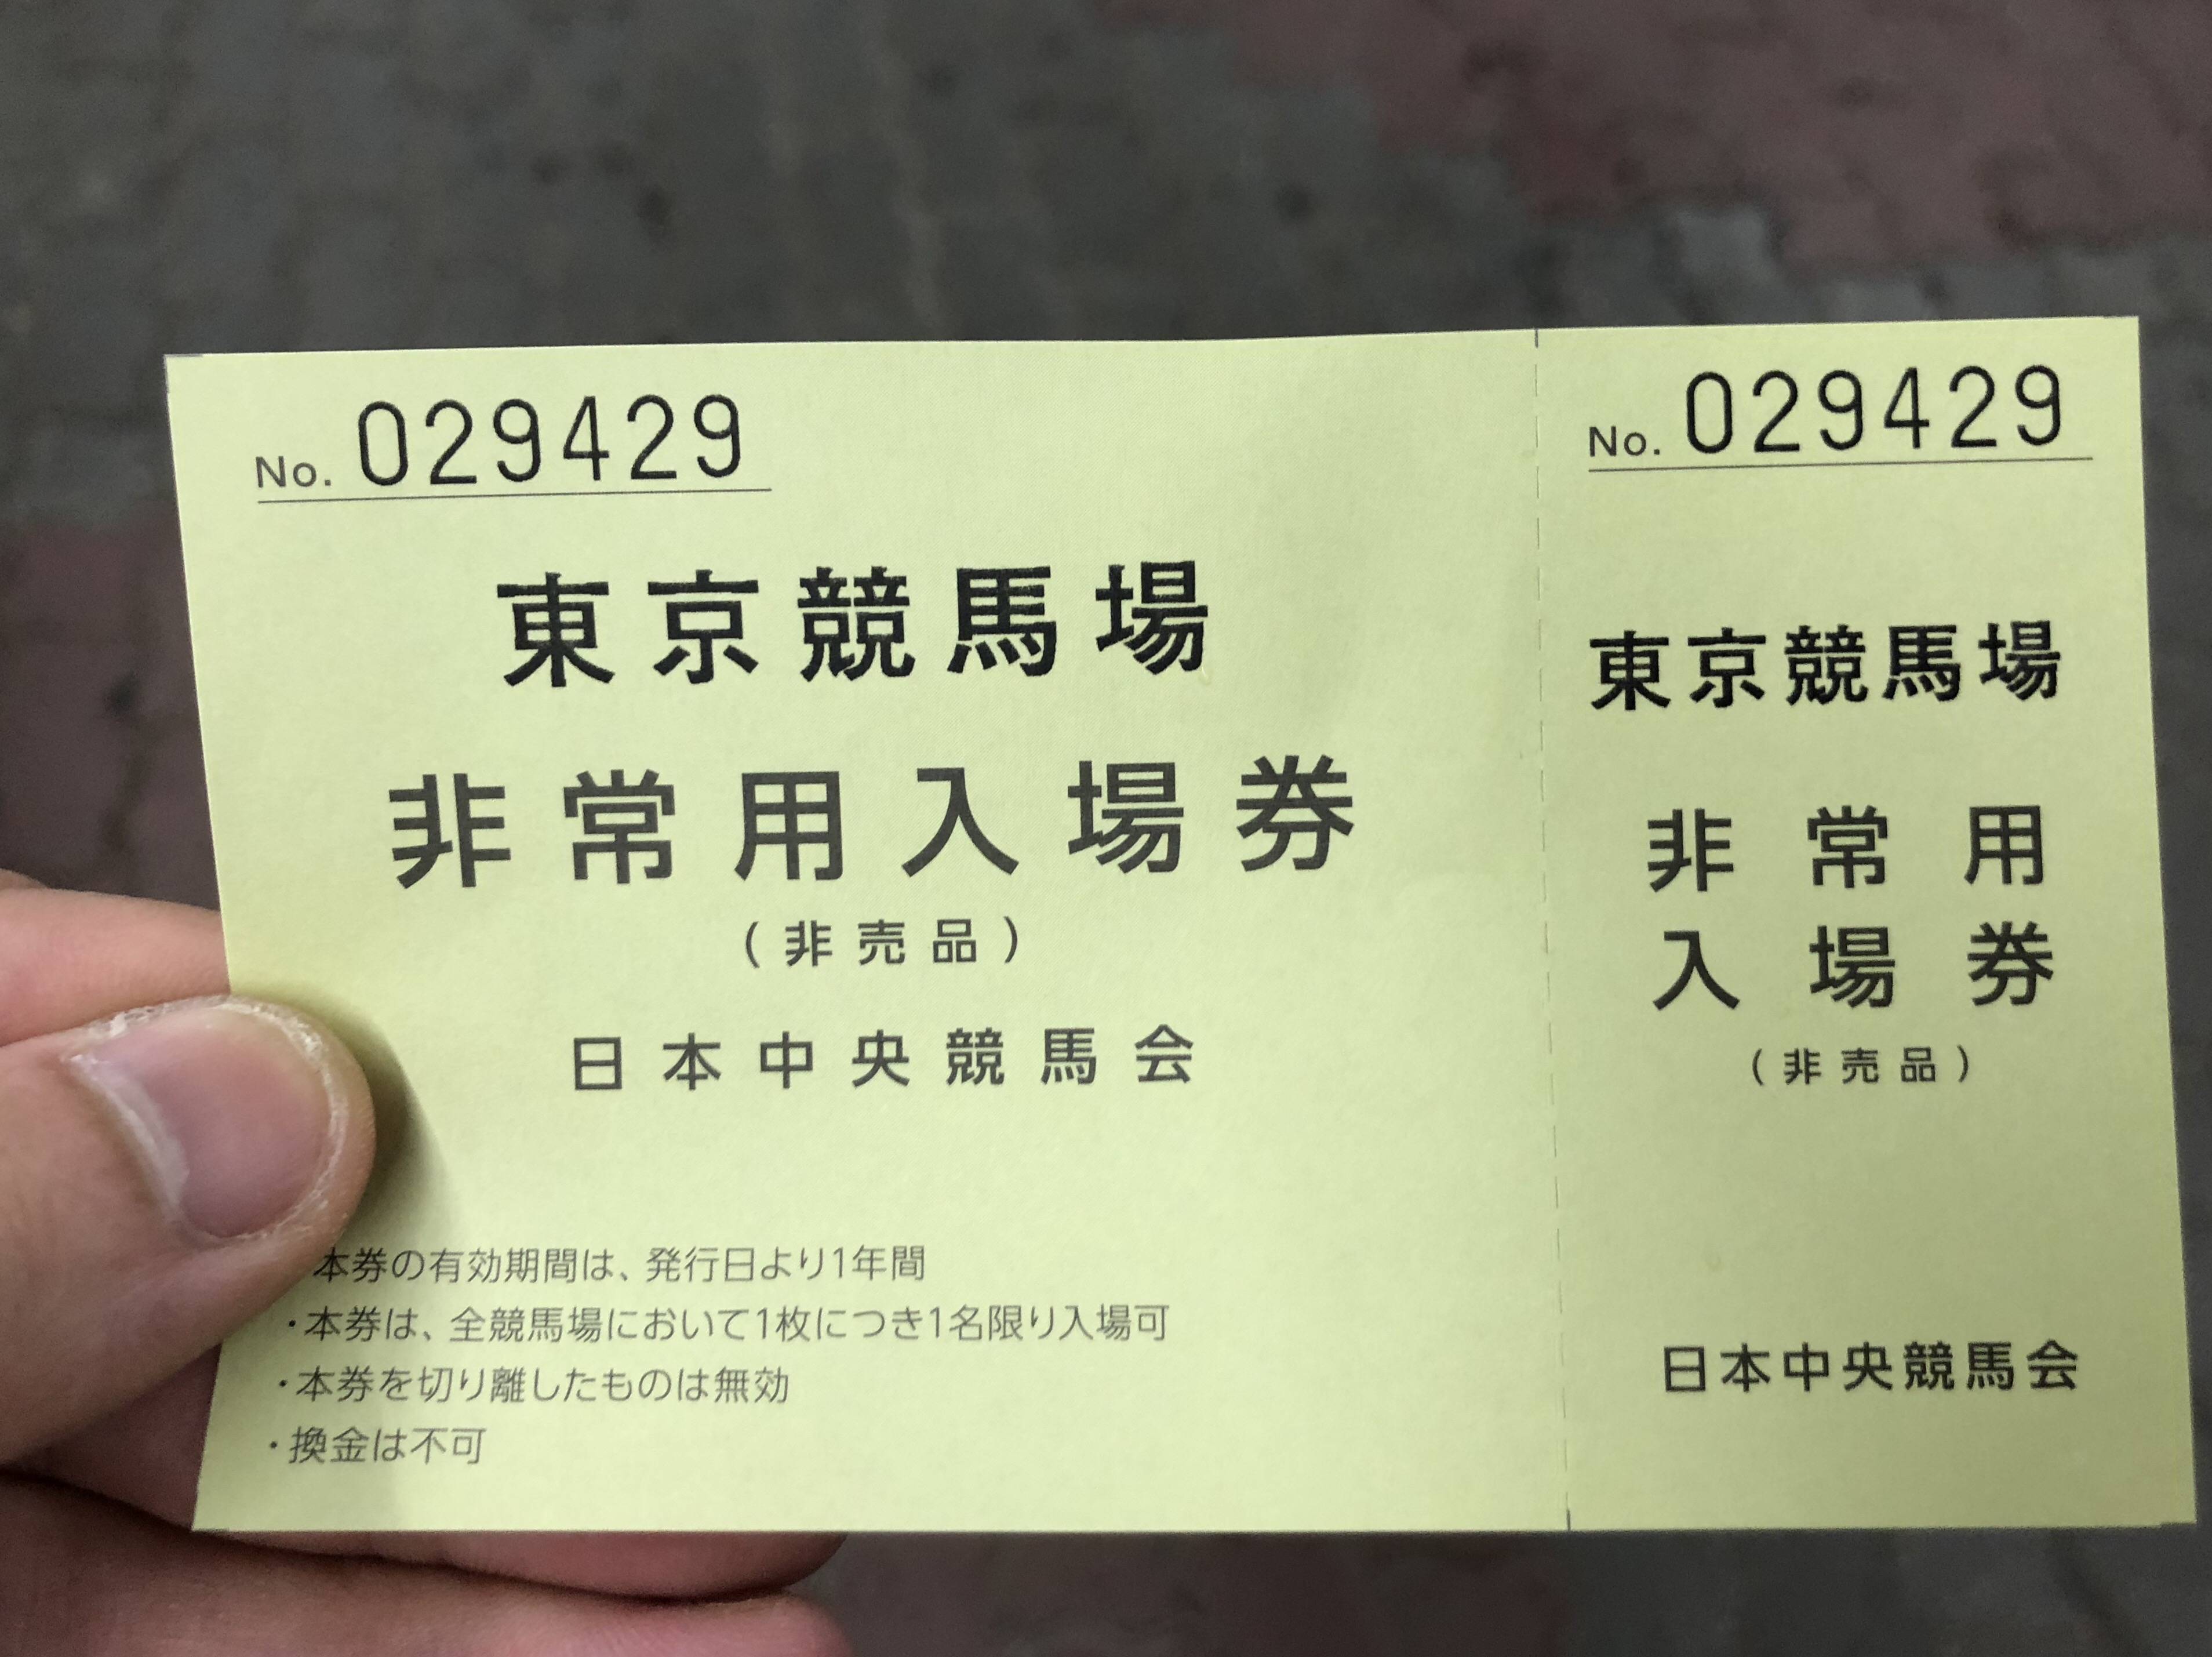 No. 029429
東京競馬場
非常用入場券
(非売品)
日本中央競馬会
本券の有効期間は、発行日より1年間
・本券は、全競馬場において1枚につき1名限り入場可
・本券を切り離したものは無効
・換金は不可
No. 029429
東京競馬場
非常用
入場券
(非売品)
日本中央競馬会